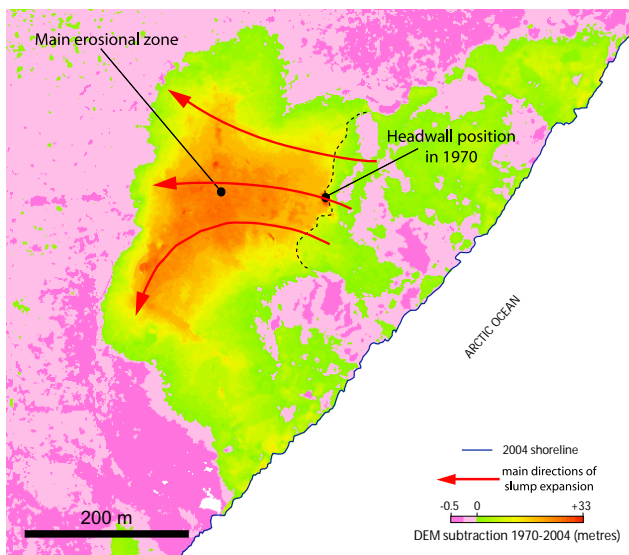 Main erosional zone
Headwall position
in 1970
ARCTIC OCEAN
2004 shoreline
main directions of
slump expansion
-0.5 0 +33
DEM subtraction 1970-2004 (metres)
200 m